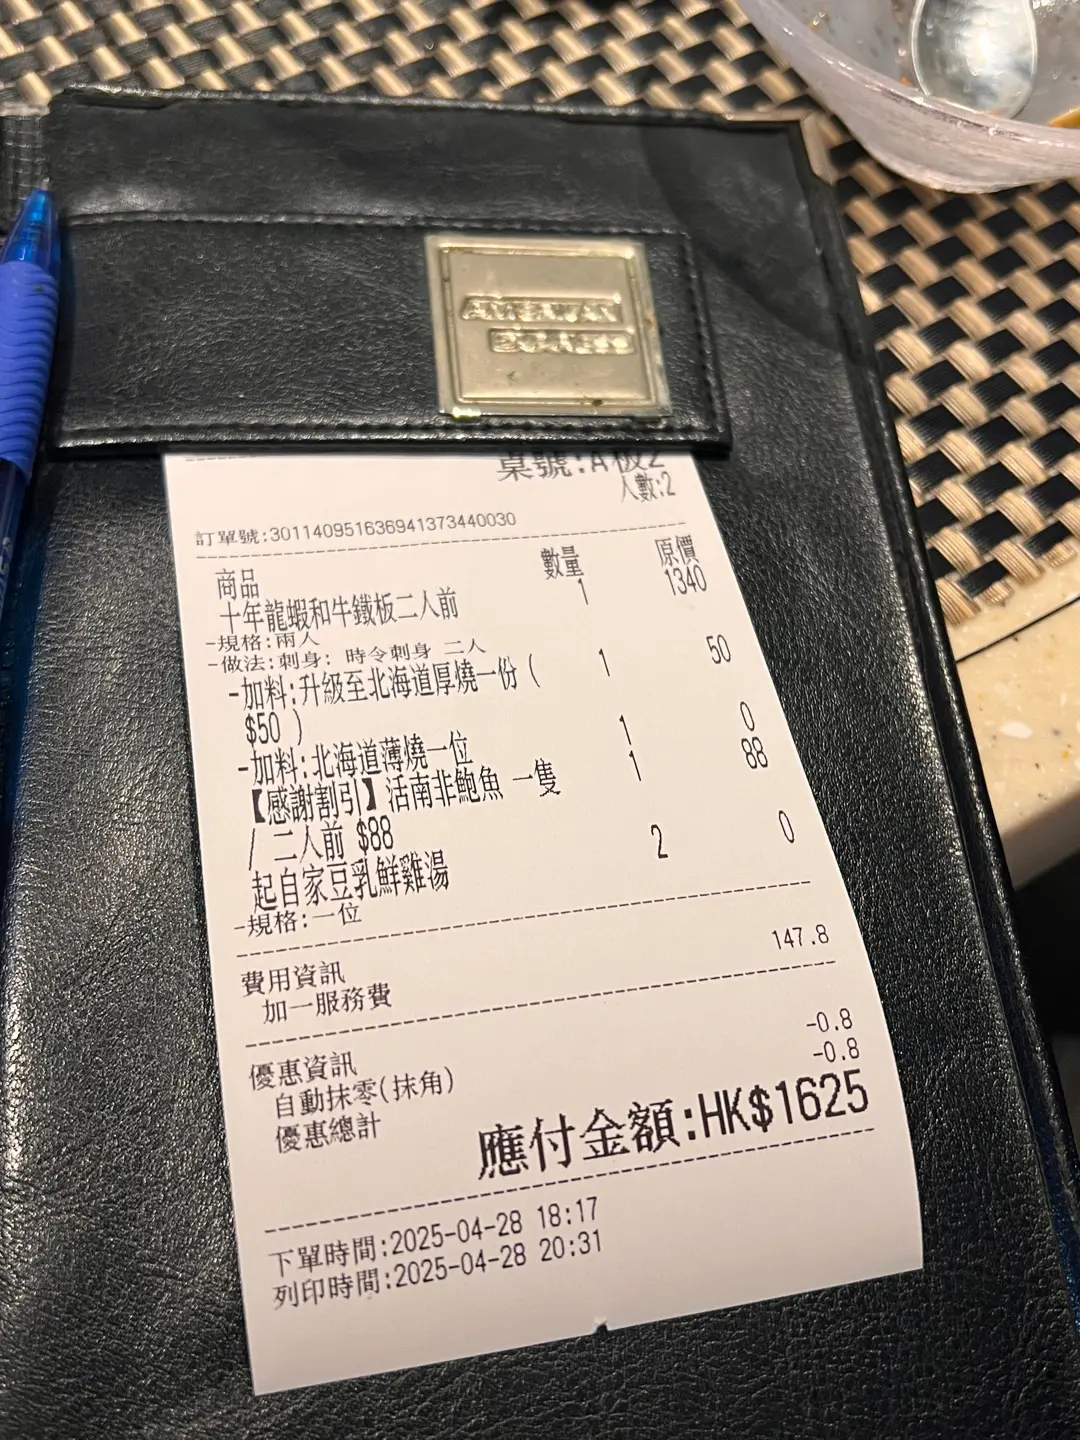 AMERICAN
EXPRESS
桌號:A板2
人數:2
訂單號:3011409516369413734400​30
商品 數量 原價
十年龍蝦和牛鐵板二人前 1 1340
-規格:兩人
-做法:刺身: 時令刺身 二人
-加料:升級至北海道厚燒一份( 1 50
$50 )
-加料:北海道薄燒一位 1 0
【感謝割引】活南非鮑魚 一隻 1 88
/ 二人前 $88
起自家豆乳鮮雞湯 2 0
-規格:一位
費用資訊
加一服務費 147.8
優惠資訊
自動抹零(抹角) -0.8
優惠總計 -0.8
應付金額:HK$1625
下單時間:2025-04-28 18:17
列印時間:2025-04-28 20:31